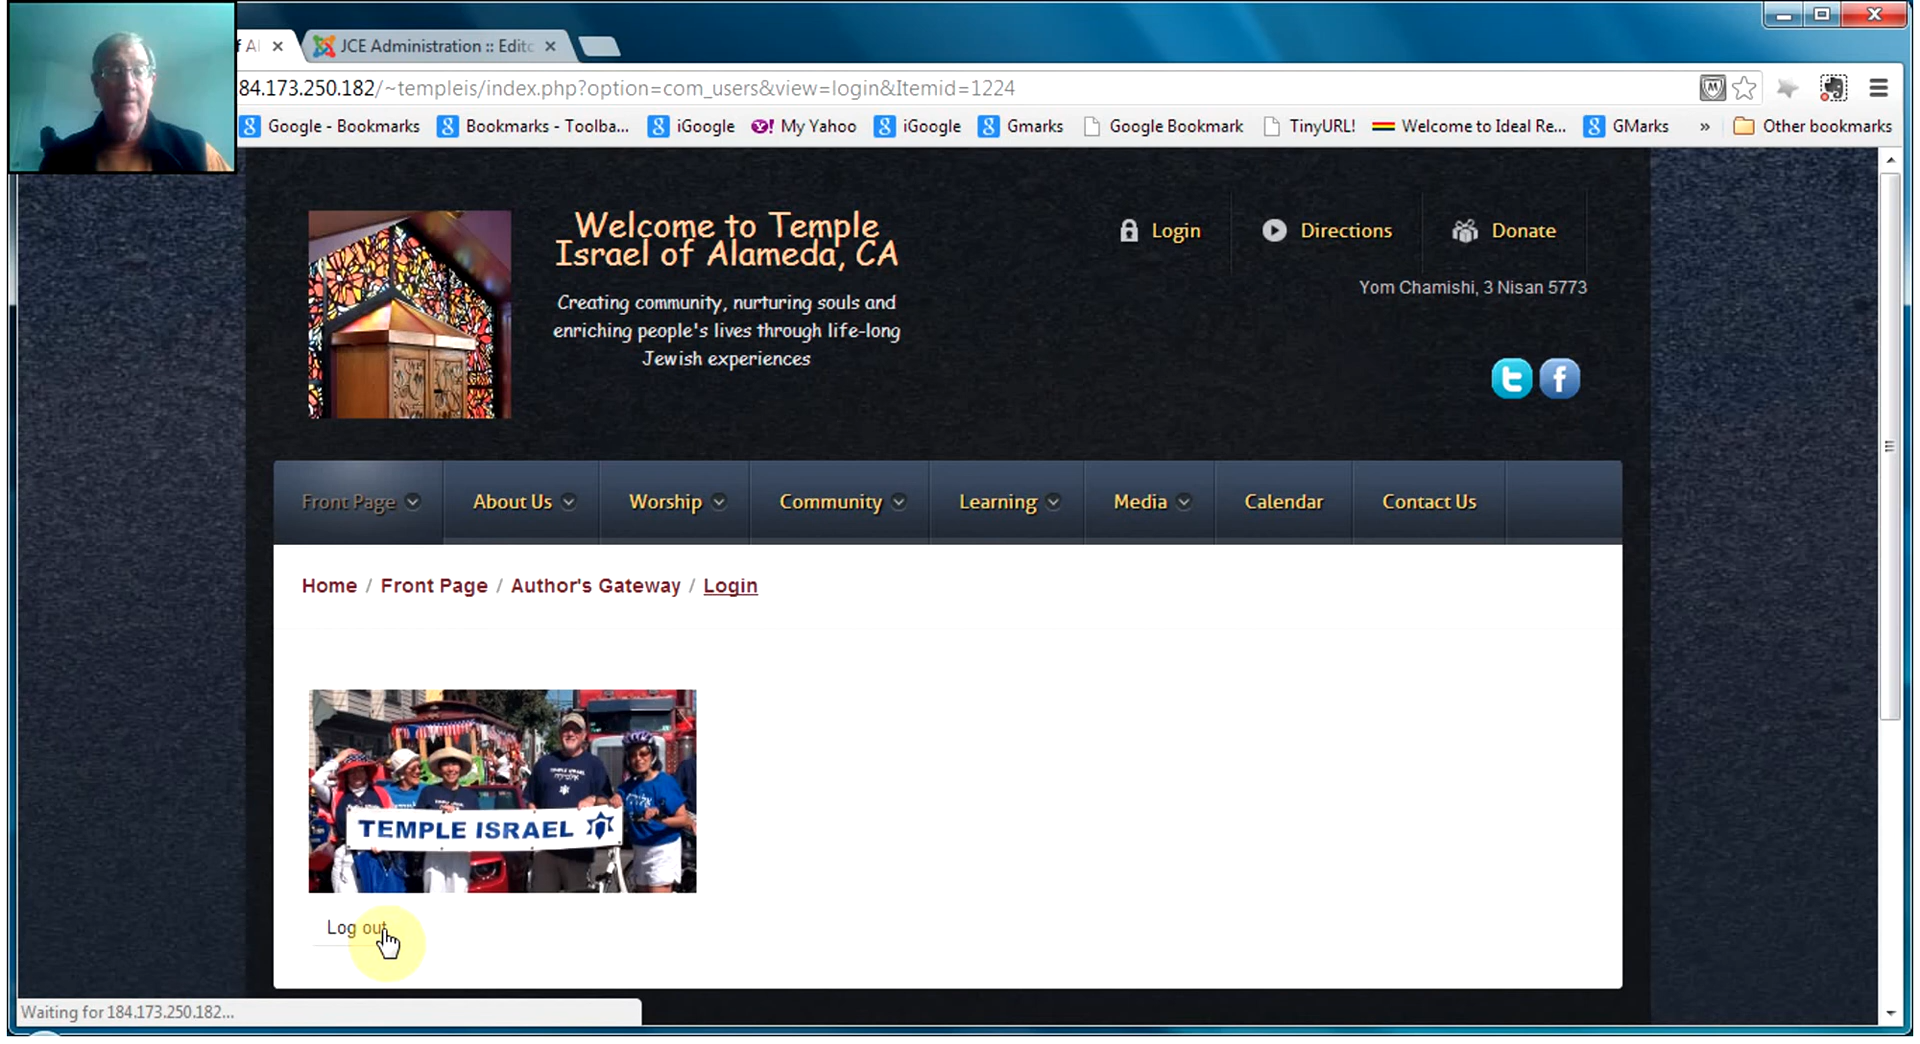 f Al
JCE Administration :: Edito
84.173.250.182/~templeis/index.php?option=com_users&view=login&Itemid=1224
Google - Bookmarks Bookmarks - Toolba... iGoogle My Yahoo iGoogle Gmarks Google Bookmark TinyURL! Welcome to Ideal Re... GMarks » Other bookmarks
Welcome to Temple
Israel of Alameda, CA
Creating community, nurturing souls and
enriching people's lives through life-long
Jewish experiences
Login Directions Donate
Yom Chamishi, 3 Nisan 5773
Front Page About Us Worship Community Learning Media Calendar Contact Us
Home / Front Page / Author's Gateway / Login
TEMPLE ISRAEL
Log out
Waiting for 184.173.250.182...